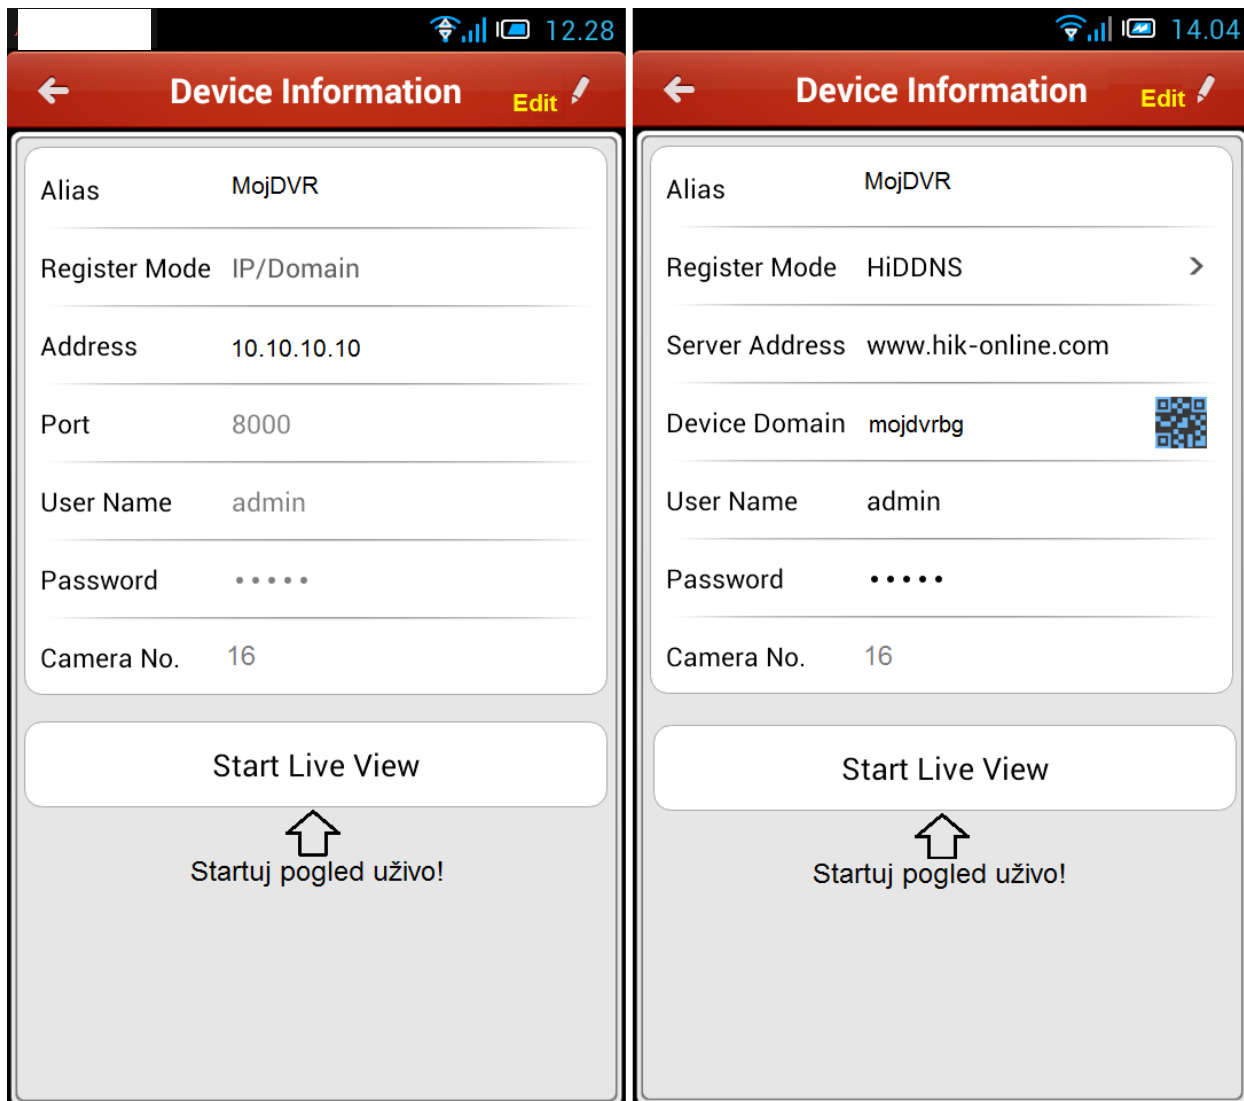 12.28
Device Information Edit
Alias MojDVR
Register Mode IP/Domain
Address 10.10.10.10
Port 8000
User Name admin
Password •••••
Camera No. 16
Start Live View
Startuj pogled uživo!
14.04
Device Information Edit
Alias MojDVR
Register Mode HiDDNS
Server Address www.hik-online.com
Device Domain mojdvrbg
User Name admin
Password •••••
Camera No. 16
Start Live View
Startuj pogled uživo!